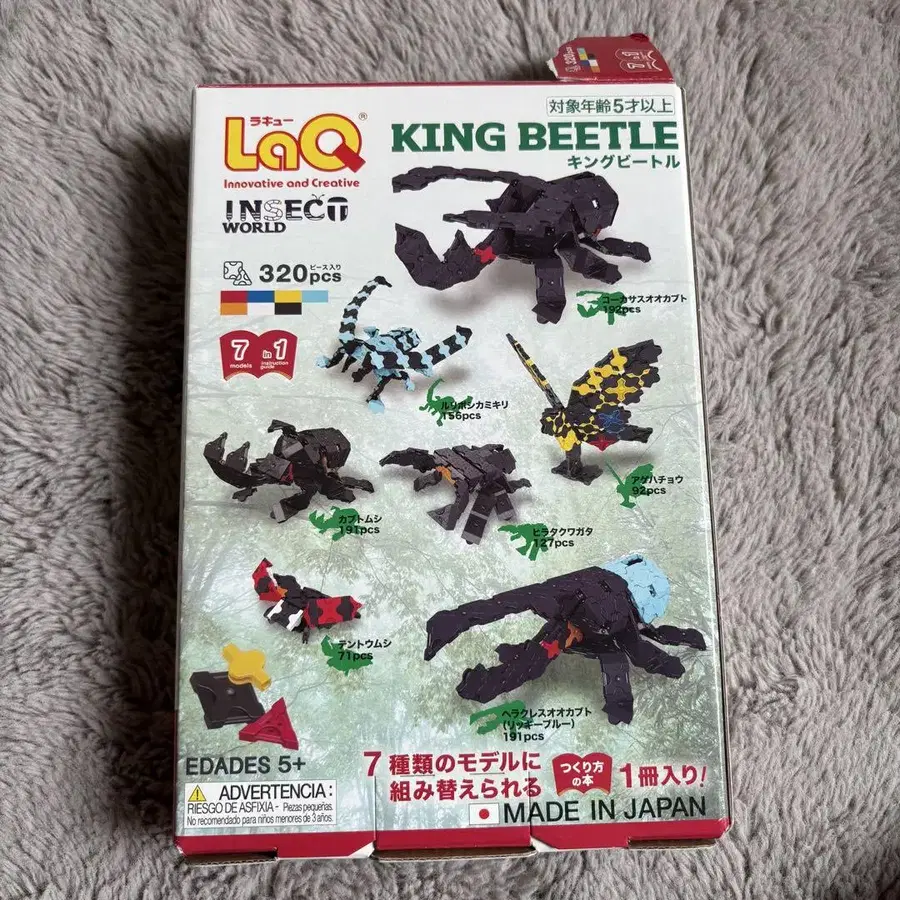 320pcs
7 in 1
ラキュー
LaQ®
Innovative and Creative
INSECT
WORLD
対象年齢5才以上
KING BEETLE
キングビートル
ピース入り
320pcs
7 in 1
models instruction guide
コーカサスオオカブト
192pcs
ルリボシカミキリ
156pcs
アゲハチョウ
92pcs
カブトムシ
191pcs
ヒラタクワガタ
127pcs
テントウムシ
71pcs
ヘラクレスオオカブト
(リッキーブルー)
191pcs
EDADES 5+
ADVERTENCIA:
RIESGO DE ASFIXIA - Piezas pequeñas.
No recomendado para niños menores de 3 años.
7種類のモデルに
組み替えられる
つくり方
の本
1冊入り!
MADE IN JAPAN